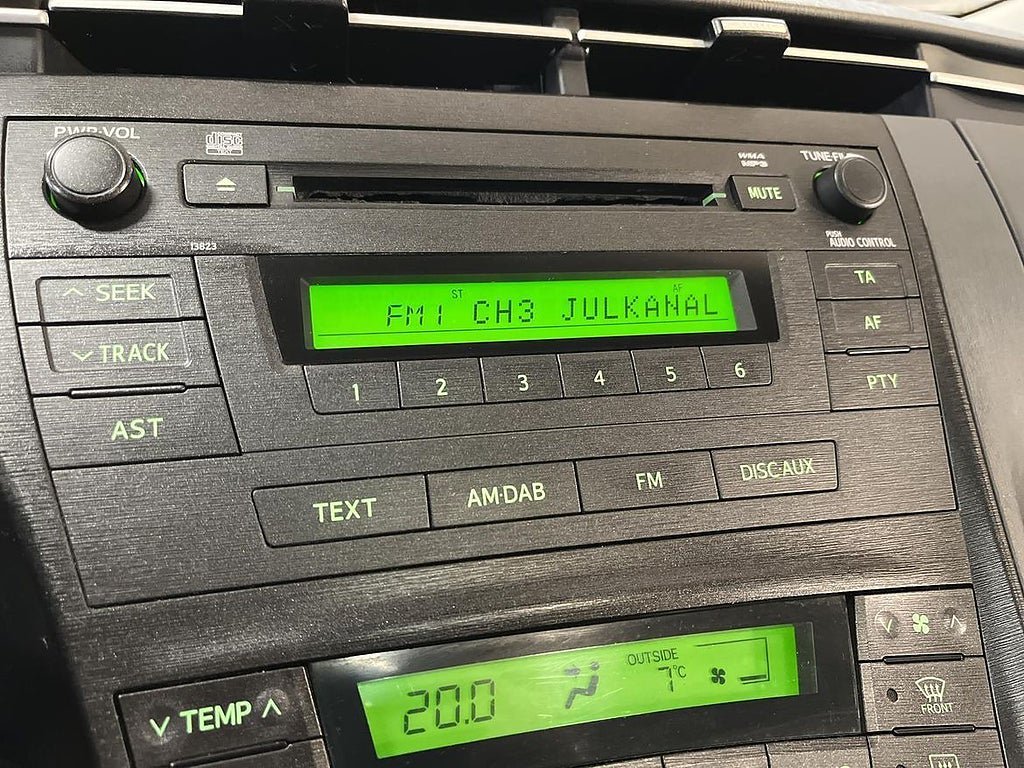 PWR·VOL
disc
TEXT
WMA
MP3
TUNE·FILE
MUTE
PUSH
AUDIO CONTROL
13823
∧ SEEK
∨ TRACK
AST
ST
AF
FM1 CH3 JULKANAL
TA
AF
PTY
1 2 3 4 5 6
TEXT
AM·DAB
FM
DISC·AUX
∨ TEMP ∧
20.0
OUTSIDE
7°C
FRONT